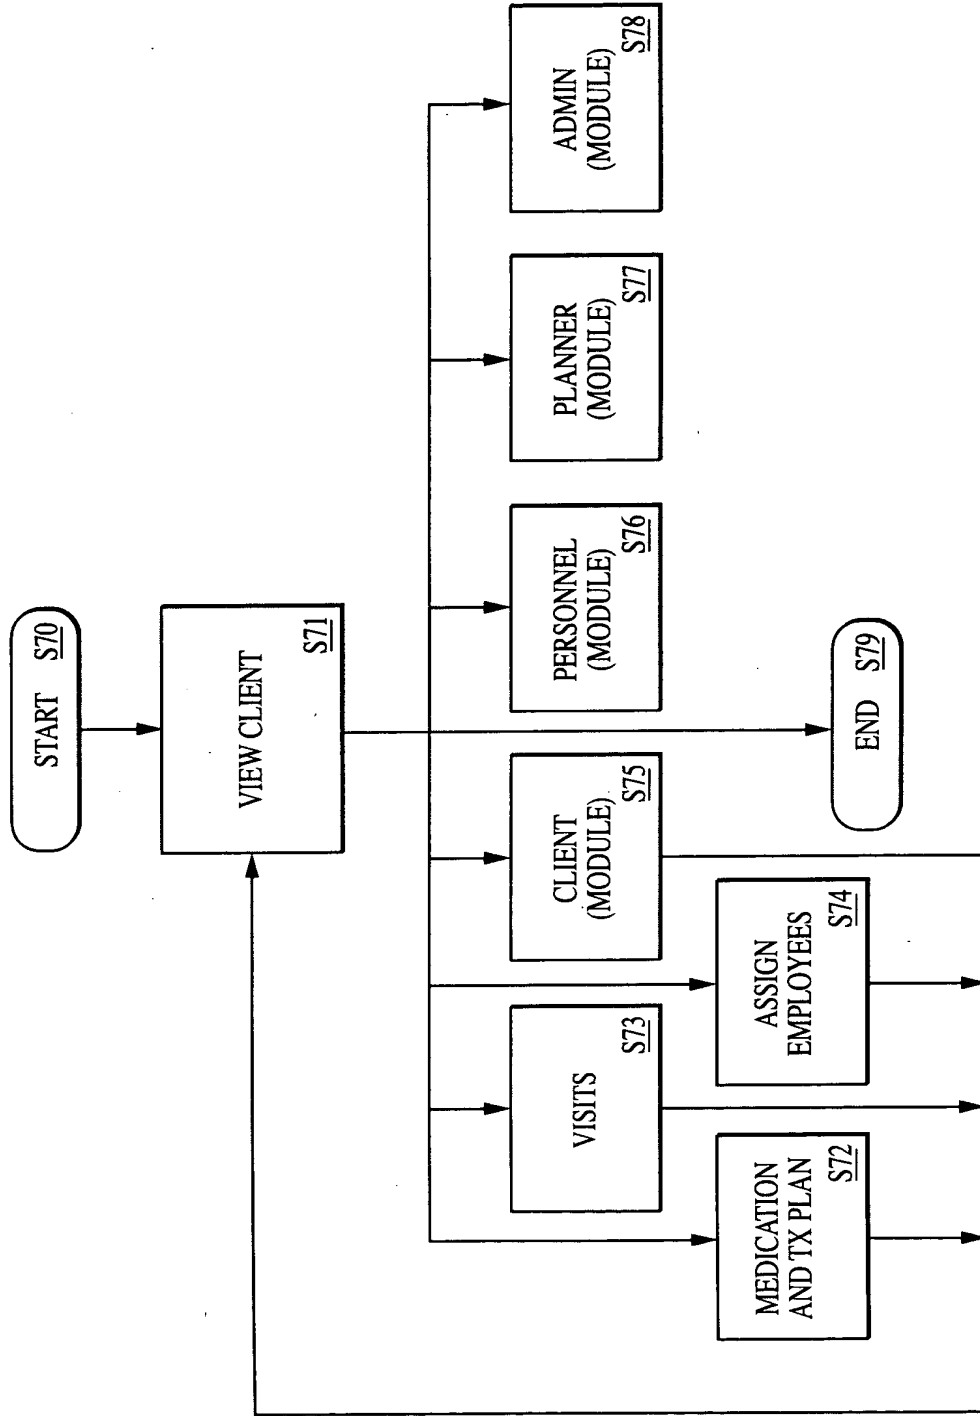 START S70
VIEW CLIENT
S71
MEDICATION
AND TX PLAN
S72
VISITS
S73
ASSIGN
EMPLOYEES
S74
CLIENT
(MODULE)
S75
PERSONNEL
(MODULE)
S76
PLANNER
(MODULE)
S77
ADMIN
(MODULE)
S78
END S79